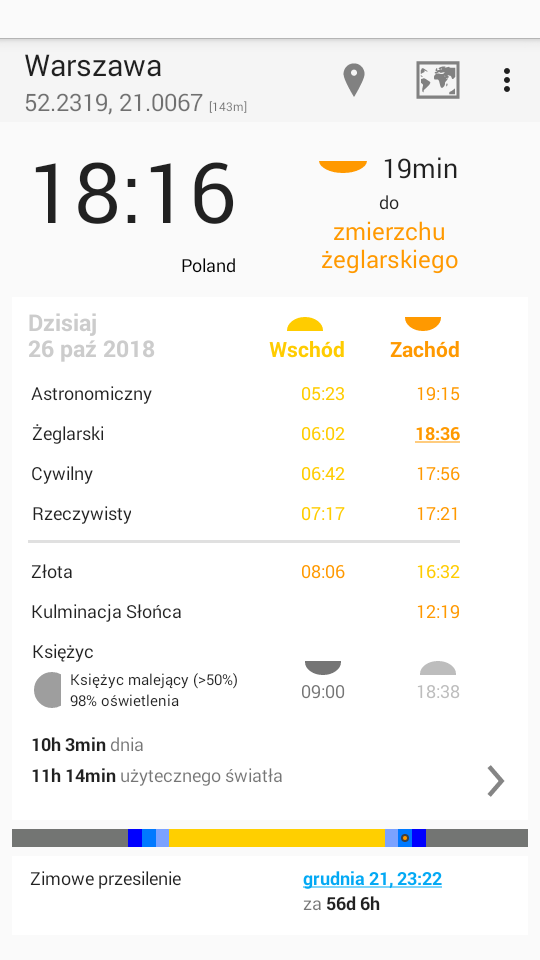 Warszawa
52.2319, 21.0067 [143m]
18:16
Poland
19min
do
zmierzchu
żeglarskiego
Dzisiaj
26 paź 2018
Wschód Zachód
Astronomiczny 05:23 19:15
Żeglarski 06:02 18:36
Cywilny 06:42 17:56
Rzeczywisty 07:17 17:21
Złota 08:06 16:32
Kulminacja Słońca 12:19
Księżyc
Księżyc malejący (>50%)
98% oświetlenia
09:00 18:38
10h 3min dnia
11h 14min użytecznego światła
Zimowe przesilenie grudnia 21, 23:22
za 56d 6h